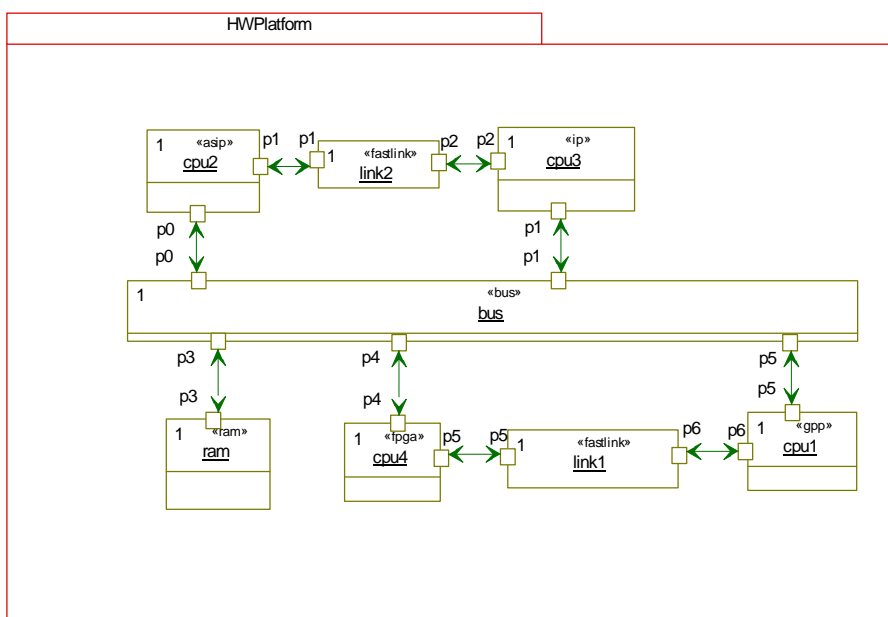 HWPlatform
1 «asip» p1 p1 1 «fastlink» p2 p2 1 «ip»
cpu2 link2 cpu3
p0 p1
p0 p1
1 «bus»
bus
p3 p4 p5
p3 p4 p5
1 «ram» 1 «fpga» p5 p5 1 «fastlink» p6 p6 1 «gpp»
ram cpu4 link1 cpu1